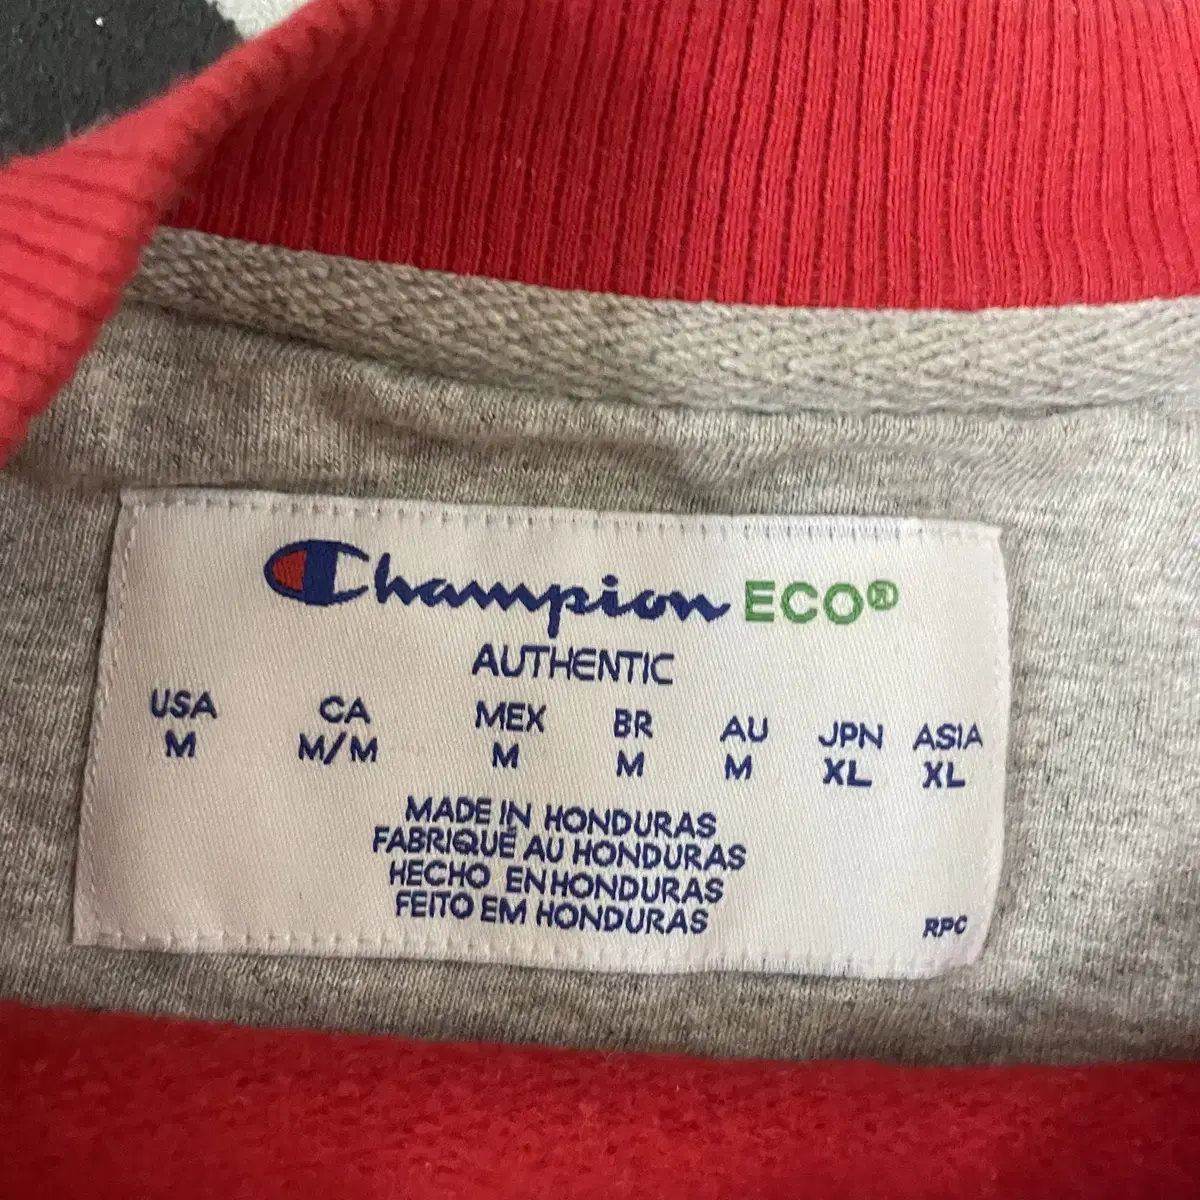 Champion ECO®
AUTHENTIC
USA CA MEX BR AU JPN ASIA
M M/M M M M XL XL
MADE IN HONDURAS
FABRIQUÉ AU HONDURAS
HECHO EN HONDURAS
FEITO EM HONDURAS
RPC